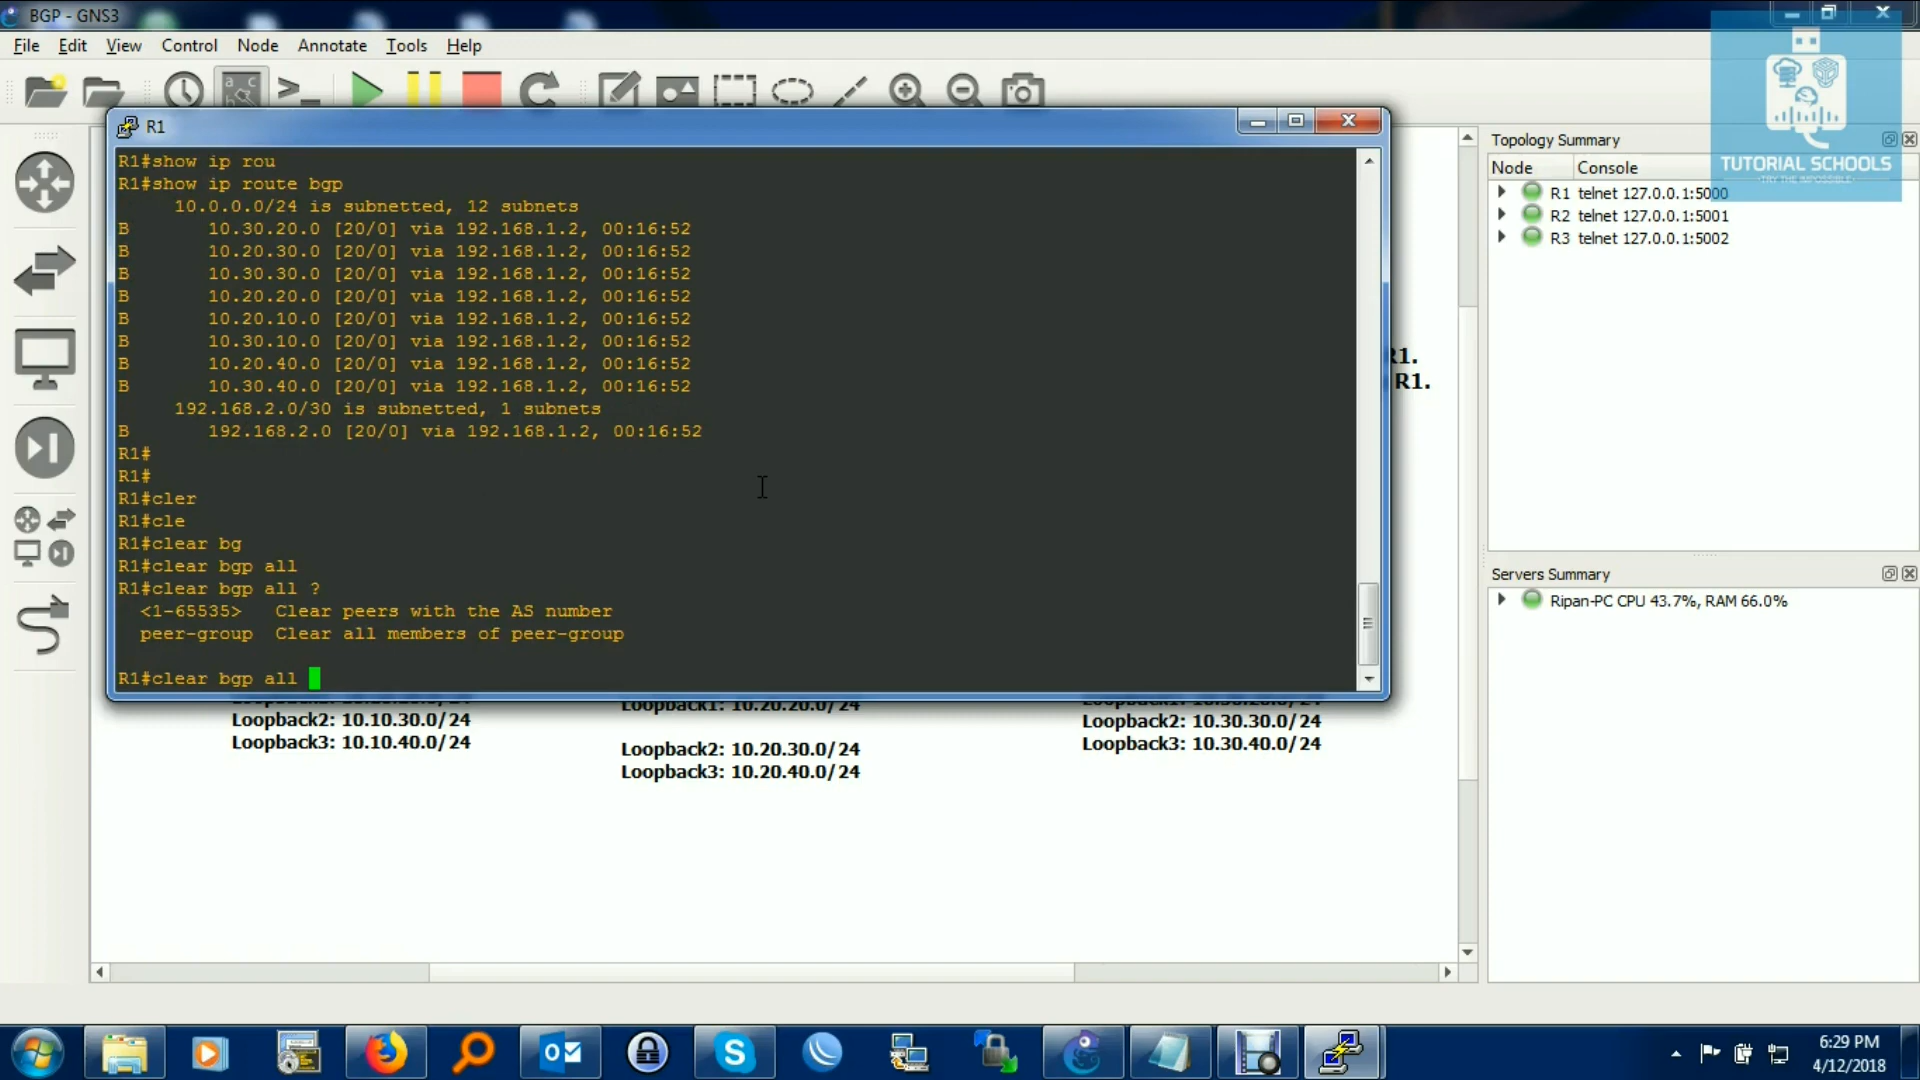 BGP - GNS3
File Edit View Control Node Annotate Tools Help
R1
R1#show ip rou
R1#show ip route bgp
10.0.0.0/24 is subnetted, 12 subnets
B 10.30.20.0 [20/0] via 192.168.1.2, 00:16:52
B 10.20.30.0 [20/0] via 192.168.1.2, 00:16:52
B 10.30.30.0 [20/0] via 192.168.1.2, 00:16:52
B 10.20.20.0 [20/0] via 192.168.1.2, 00:16:52
B 10.20.10.0 [20/0] via 192.168.1.2, 00:16:52
B 10.30.10.0 [20/0] via 192.168.1.2, 00:16:52
B 10.20.40.0 [20/0] via 192.168.1.2, 00:16:52
B 10.30.40.0 [20/0] via 192.168.1.2, 00:16:52
192.168.2.0/30 is subnetted, 1 subnets
B 192.168.2.0 [20/0] via 192.168.1.2, 00:16:52
R1#
R1#
R1#cler
R1#cle
R1#clear bg
R1#clear bgp all
R1#clear bgp all ?
<1-65535> Clear peers with the AS number
peer-group Clear all members of peer-group
R1#clear bgp all
R1.
R1.
Loopback2: 10.10.30.0/24
Loopback3: 10.10.40.0/24
Loopback1: 10.20.20.0/24
Loopback2: 10.20.30.0/24
Loopback3: 10.20.40.0/24
Loopback2: 10.30.30.0/24
Loopback3: 10.30.40.0/24
Topology Summary
Node Console
R1 telnet 127.0.0.1:5000
R2 telnet 127.0.0.1:5001
R3 telnet 127.0.0.1:5002
TUTORIAL SCHOOLS
-TRY THE IMPOSSIBLE-
Servers Summary
Ripan-PC CPU 43.7%, RAM 66.0%
6:29 PM
4/12/2018